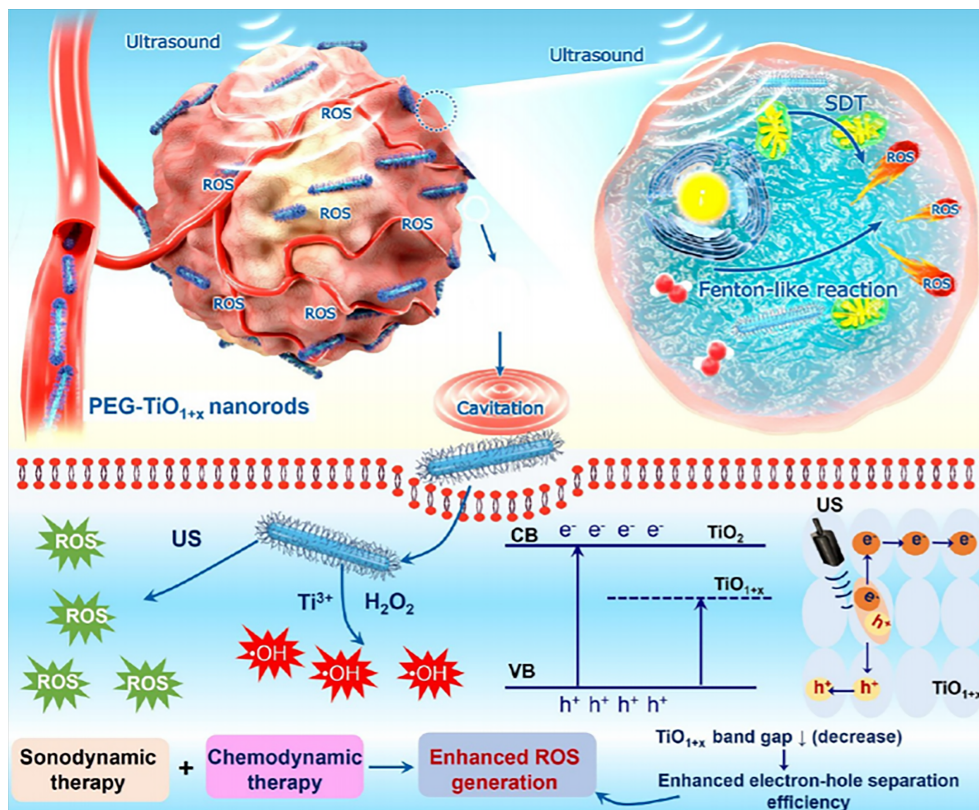 Ultrasound
Ultrasound
ROS
ROS
ROS
ROS
ROS
ROS
PEG-TiO₁₊ₓ nanorods
SDT
ROS
ROS
ROS
Fenton-like reaction
Cavitation
ROS
ROS
ROS
ROS
US
Ti³⁺
H₂O₂
•OH
•OH
•OH
CB
e⁻ e⁻ e⁻ e⁻
TiO₂
TiO₁₊ₓ
VB
h⁺ h⁺ h⁺ h⁺
US
e⁻
e⁻
e⁻
e⁻
h⁺
h⁺
h⁺
TiO₁₊ₓ
TiO₁₊ₓ band gap ↓ (decrease)
Enhanced electron-hole separation
efficiency
Sonodynamic
therapy
+
Chemodynamic
therapy
Enhanced ROS
generation